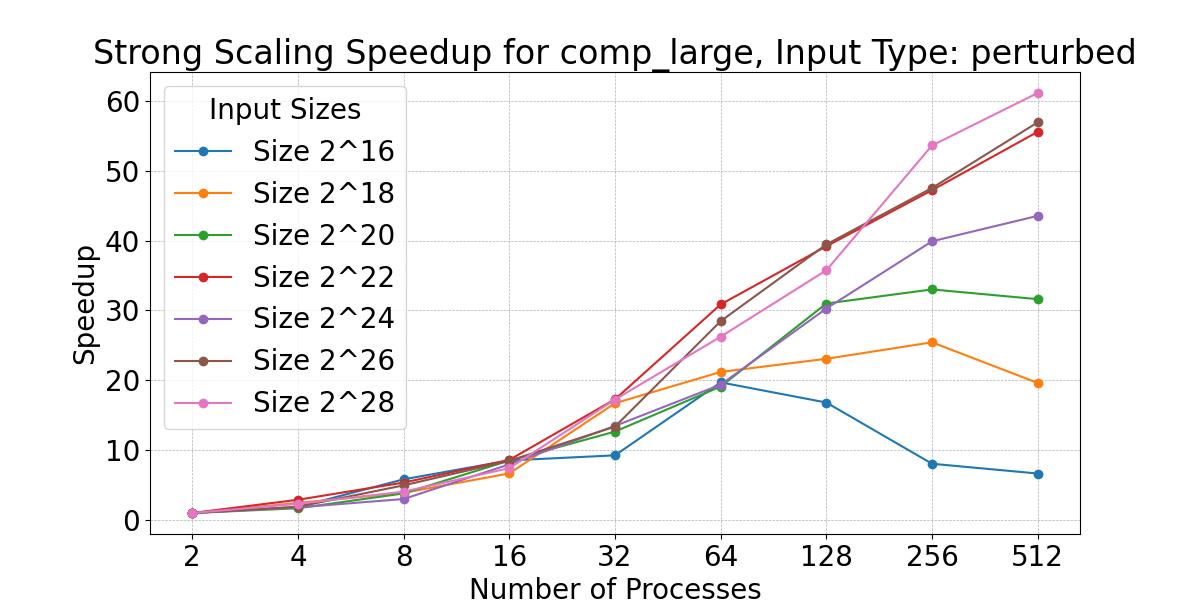 Strong Scaling Speedup for comp_large, Input Type: perturbed
Input Sizes
Size 2^16
Size 2^18
Size 2^20
Size 2^22
Size 2^24
Size 2^26
Size 2^28
Speedup
60
50
40
30
20
10
0
2 4 8 16 32 64 128 256 512
Number of Processes